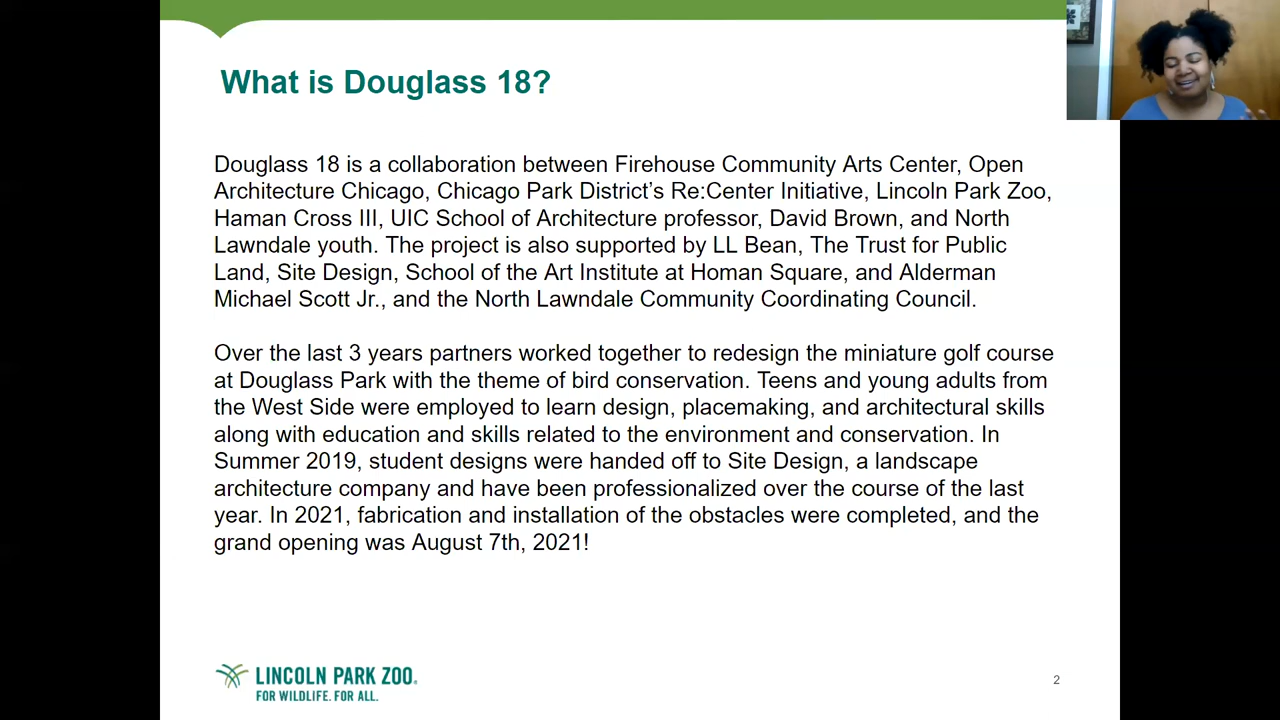 What is Douglass 18?
Douglass 18 is a collaboration between Firehouse Community Arts Center, Open
Architecture Chicago, Chicago Park District’s Re:Center Initiative, Lincoln Park Zoo,
Haman Cross III, UIC School of Architecture professor, David Brown, and North
Lawndale youth. The project is also supported by LL Bean, The Trust for Public
Land, Site Design, School of the Art Institute at Homan Square, and Alderman
Michael Scott Jr., and the North Lawndale Community Coordinating Council.
Over the last 3 years partners worked together to redesign the miniature golf course
at Douglass Park with the theme of bird conservation. Teens and young adults from
the West Side were employed to learn design, placemaking, and architectural skills
along with education and skills related to the environment and conservation. In
Summer 2019, student designs were handed off to Site Design, a landscape
architecture company and have been professionalized over the course of the last
year. In 2021, fabrication and installation of the obstacles were completed, and the
grand opening was August 7th, 2021!
LINCOLN PARK ZOO.
FOR WILDLIFE. FOR ALL.
2